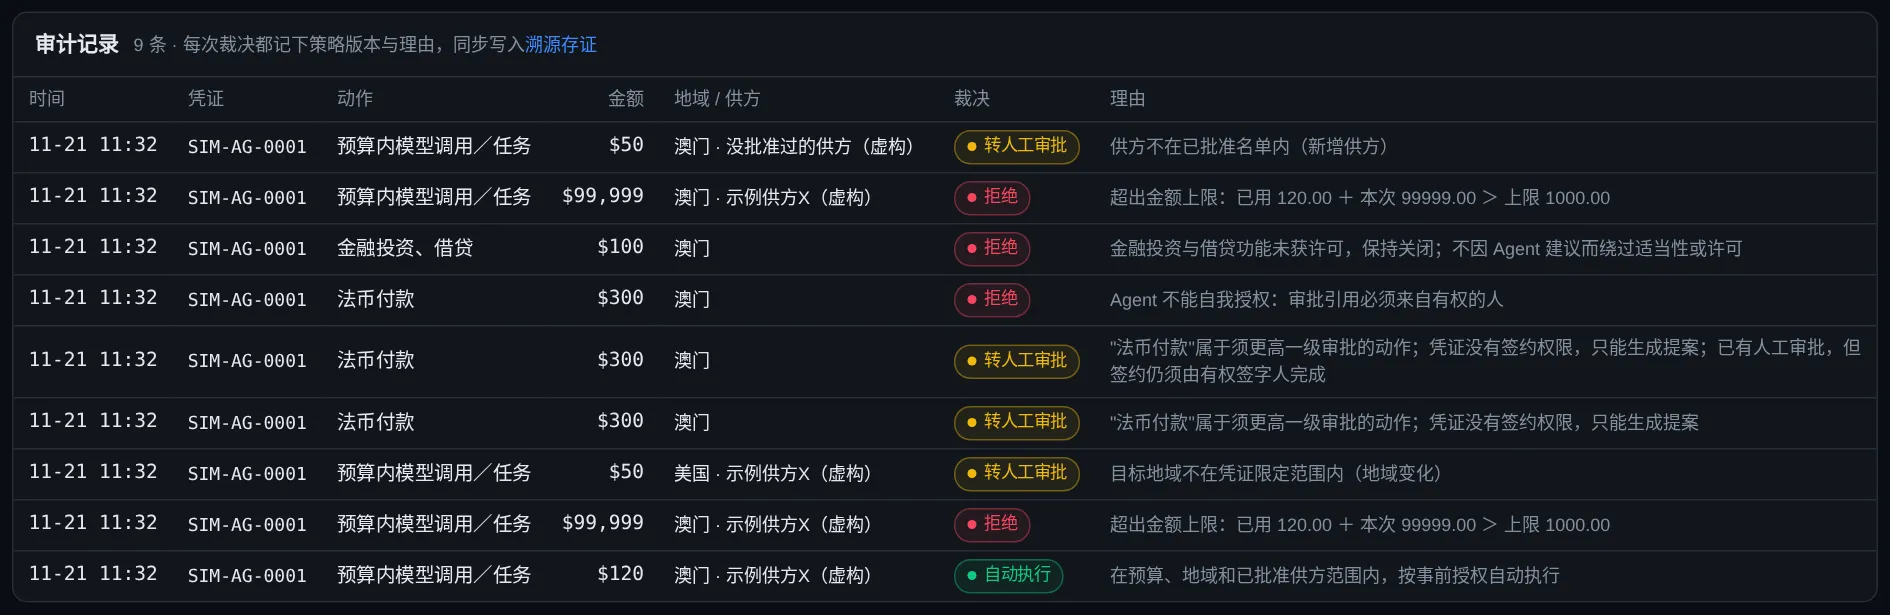 审计记录 9 条 · 每次裁决都记下策略版本与理由，同步写入溯源存证
时间 凭证 动作 金额 地域 / 供方 裁决 理由
11-21 11:32 SIM-AG-0001 预算内模型调用／任务 $50 澳门 · 没批准过的供方（虚构） 转人工审批 供方不在已批准名单内（新增供方）
11-21 11:32 SIM-AG-0001 预算内模型调用／任务 $99,999 澳门 · 示例供方X（虚构） 拒绝 超出金额上限：已用 120.00 ＋ 本次 99999.00 ＞ 上限 1000.00
11-21 11:32 SIM-AG-0001 金融投资、借贷 $100 澳门 拒绝 金融投资与借贷功能未获许可，保持关闭；不因 Agent 建议而绕过适当性或许可
11-21 11:32 SIM-AG-0001 法币付款 $300 澳门 拒绝 Agent 不能自我授权：审批引用必须来自有权的人
11-21 11:32 SIM-AG-0001 法币付款 $300 澳门 转人工审批 "法币付款"属于须更高一级审批的动作；凭证没有签约权限，只能生成提案；已有人工审批，但
签约仍须由有权签字人完成
11-21 11:32 SIM-AG-0001 法币付款 $300 澳门 转人工审批 "法币付款"属于须更高一级审批的动作；凭证没有签约权限，只能生成提案
11-21 11:32 SIM-AG-0001 预算内模型调用／任务 $50 美国 · 示例供方X（虚构） 转人工审批 目标地域不在凭证限定范围内（地域变化）
11-21 11:32 SIM-AG-0001 预算内模型调用／任务 $99,999 澳门 · 示例供方X（虚构） 拒绝 超出金额上限：已用 120.00 ＋ 本次 99999.00 ＞ 上限 1000.00
11-21 11:32 SIM-AG-0001 预算内模型调用／任务 $120 澳门 · 示例供方X（虚构） 自动执行 在预算、地域和已批准供方范围内，按事前授权自动执行